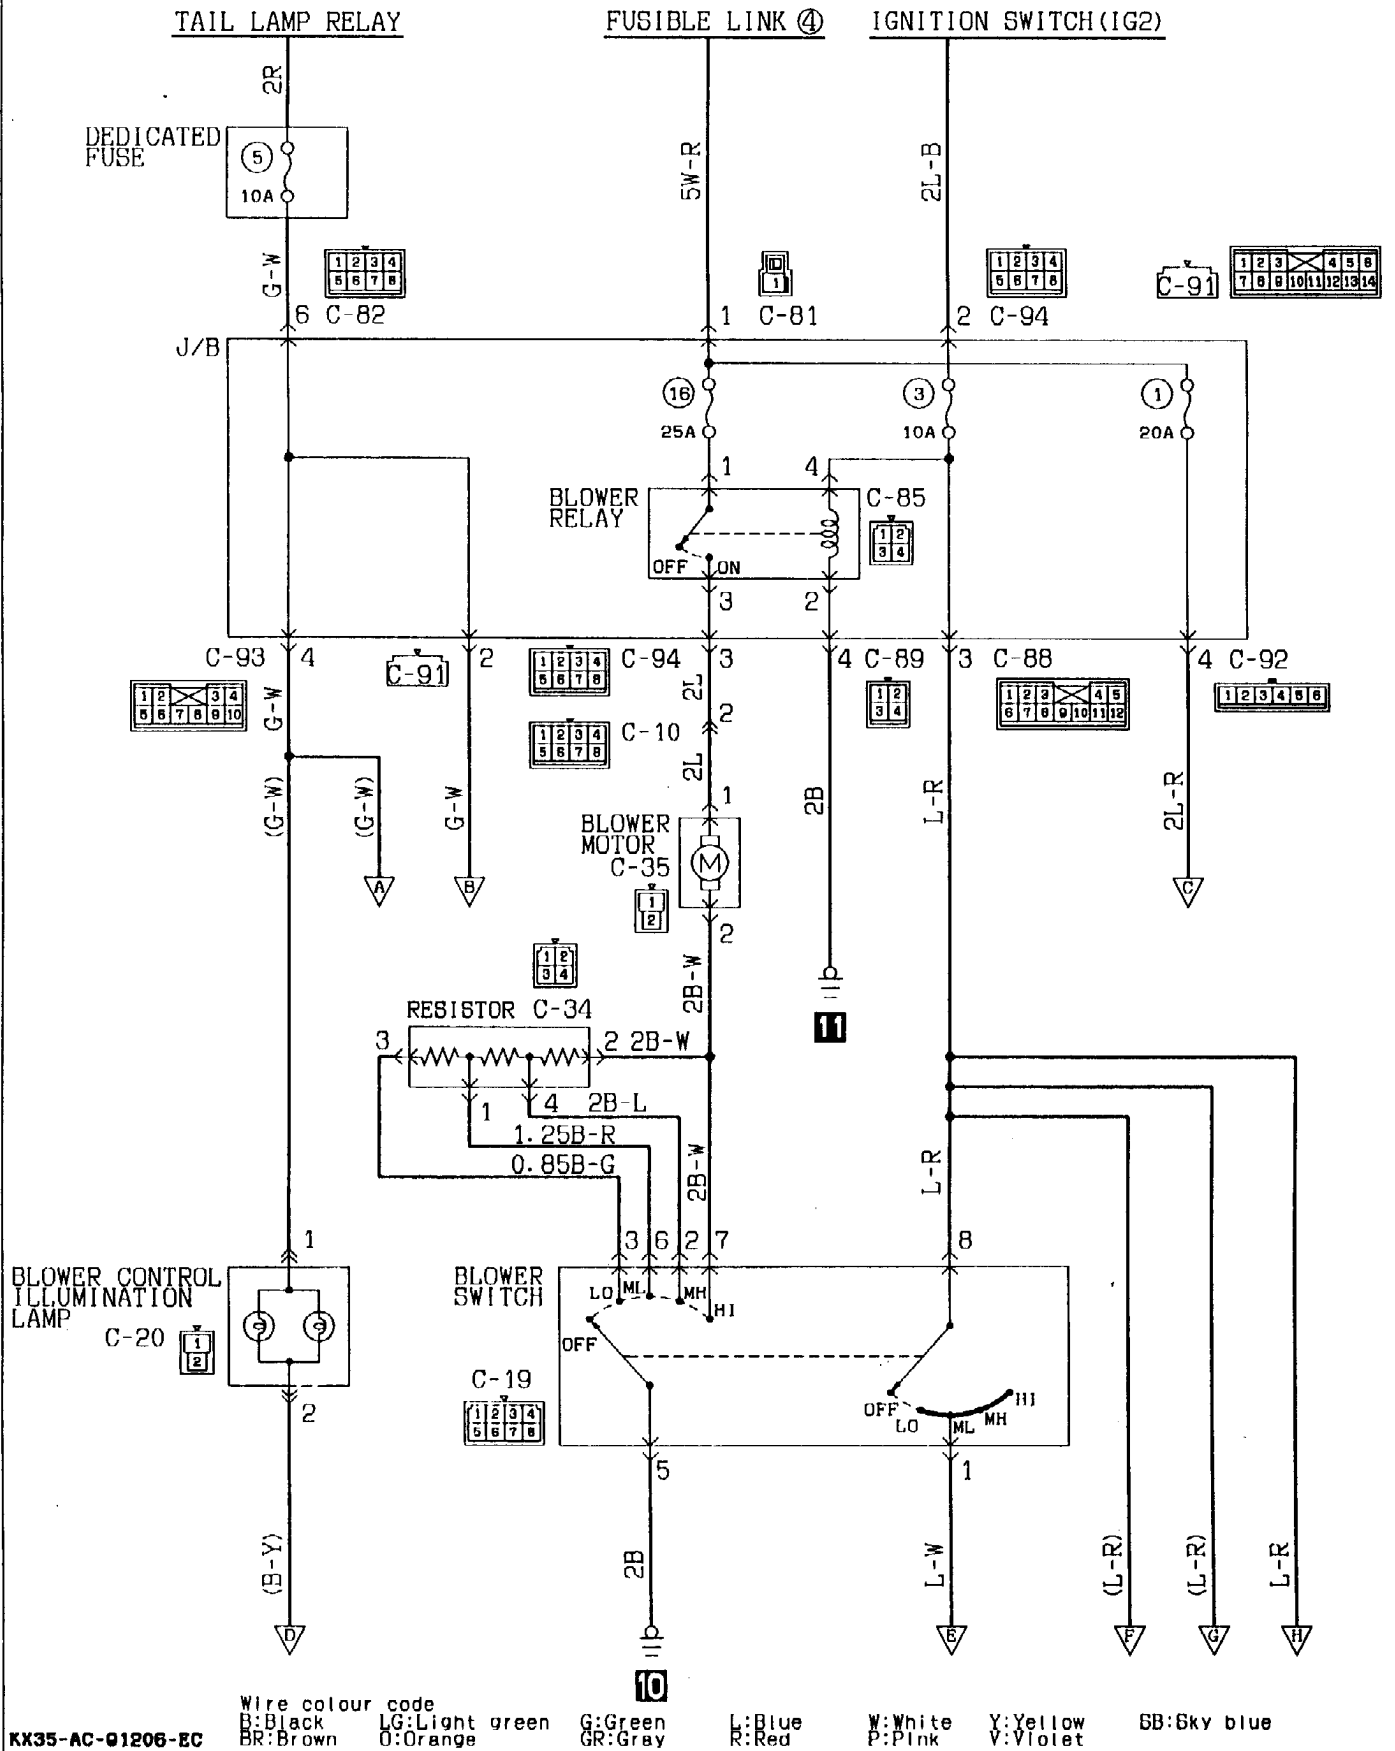 TAIL LAMP RELAY
FUSIBLE LINK ④
IGNITION SWITCH(IG2)
2R
5W-R
2L-B
DEDICATED
FUSE
5
10A
G-W
1 2 3 4
5 6 7 8
1
1 2 3 4
5 6 7 8
C-91
1 2 3 4 5 6
7 8 9 10 11 12 13 14
6 C-82
1 C-81
2 C-94
J/B
16
25A
3
10A
1
20A
1
4
BLOWER
RELAY
OFF
ON
C-85
1 2
3 4
3
2
C-93 4
C-91 2
C-94 3
4 C-89
3 C-88
4 C-92
1 2 3 4
5 6 7 8 9 10
1 2 3 4
5 6 7 8
1 2
3 4
1 2 3 4 5
6 7 8 9 10 11 12
1 2 3 4 5 6
G-W
2L
1 2 3 4
5 6 7 8
C-10 2
2L
(G-W)
(G-W)
G-W
2B
L-R
2L-R
1
BLOWER
MOTOR
C-35
M
1
2
A
B
C
2
1 2
3 4
2B-W
RESISTOR C-34
11
3
2 2B-W
1
4 2B-L
1.25B-R
0.85B-G
2B-W
L-R
1
3 6 2 7
8
BLOWER CONTROL
ILLUMINATION
LAMP
C-20
1
2
BLOWER
SWITCH
LO
ML
MH
HI
OFF
C-19
1 2 3 4
5 6 7 8
OFF
LO
ML
MH
HI
2
5
1
(B-Y)
2B
L-W
(L-R)
(L-R)
L-R
D
E
F
G
H
10
Wire colour code
B:Black LG:Light green G:Green L:Blue W:White Y:Yellow SB:Sky blue
BR:Brown O:Orange GR:Gray R:Red P:Pink V:Violet
KX35-AC-Q1206-EC